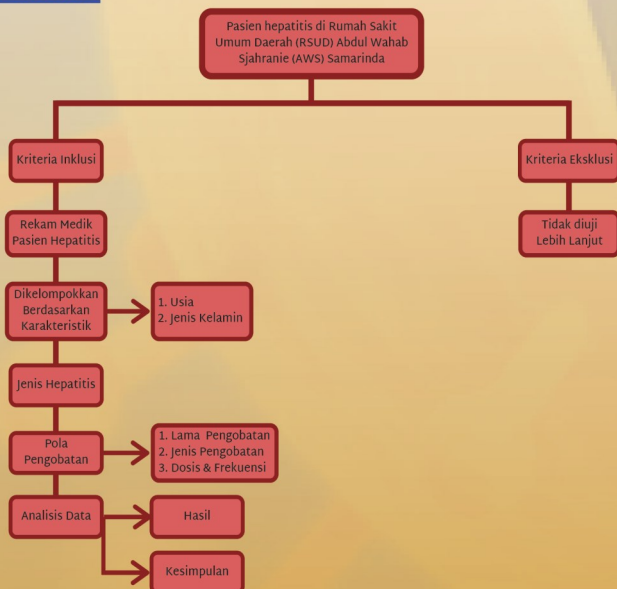 Pasien hepatitis di Rumah Sakit
Umum Daerah (RSUD) Abdul Wahab
Sjahranie (AWS) Samarinda
Kriteria Inklusi
Kriteria Eksklusi
Rekam Medik
Pasien Hepatitis
Tidak diuji
Lebih Lanjut
Dikelompokkan
Berdasarkan
Karakteristik
1. Usia
2. Jenis Kelamin
Jenis Hepatitis
Pola
Pengobatan
1. Lama Pengobatan
2. Jenis Pengobatan
3. Dosis & Frekuensi
Analisis Data
Hasil
Kesimpulan